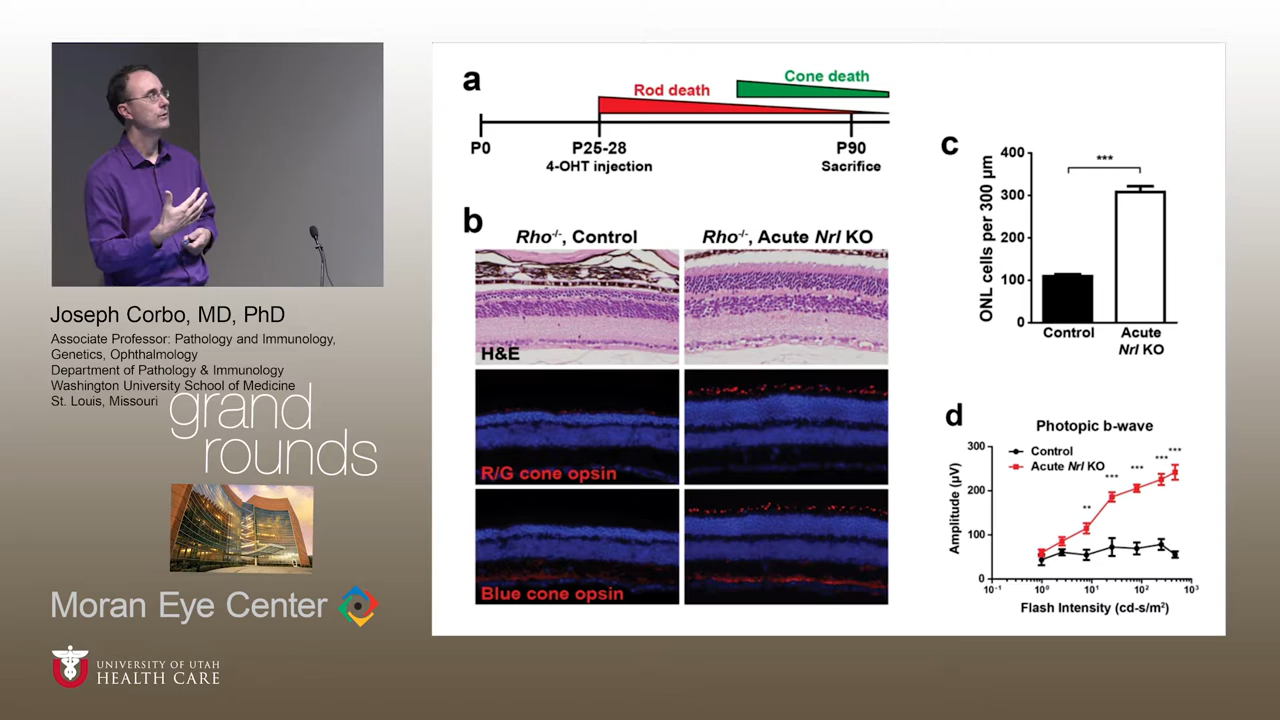 Joseph Corbo, MD, PhD
Associate Professor: Pathology and Immunology,
Genetics, Ophthalmology
Department of Pathology & Immunology
Washington University School of Medicine
St. Louis, Missouri
grand
rounds
Moran Eye Center
UNIVERSITY OF UTAH
HEALTH CARE
a
Cone death
Rod death
P0
P25-28
P90
4-OHT injection
Sacrifice
b
Rho-/-, Control
Rho-/-, Acute Nrl KO
H&E
R/G cone opsin
Blue cone opsin
c
ONL cells per 300 µm
400
300
200
100
0
***
Control
Acute
Nrl KO
d
Photopic b-wave
Control
Acute Nrl KO
Amplitude (µV)
300
200
100
0
** *** *** *** ***
10-1 100 101 102 103
Flash Intensity (cd-s/m2)
U